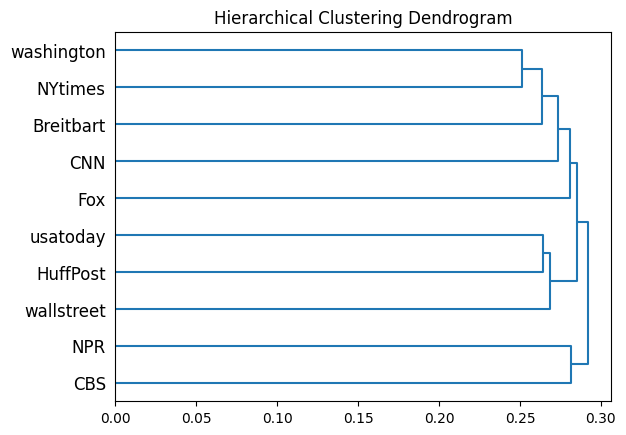 Hierarchical Clustering Dendrogram
washington
NYtimes
Breitbart
CNN
Fox
usatoday
HuffPost
wallstreet
NPR
CBS
0.00 0.05 0.10 0.15 0.20 0.25 0.30